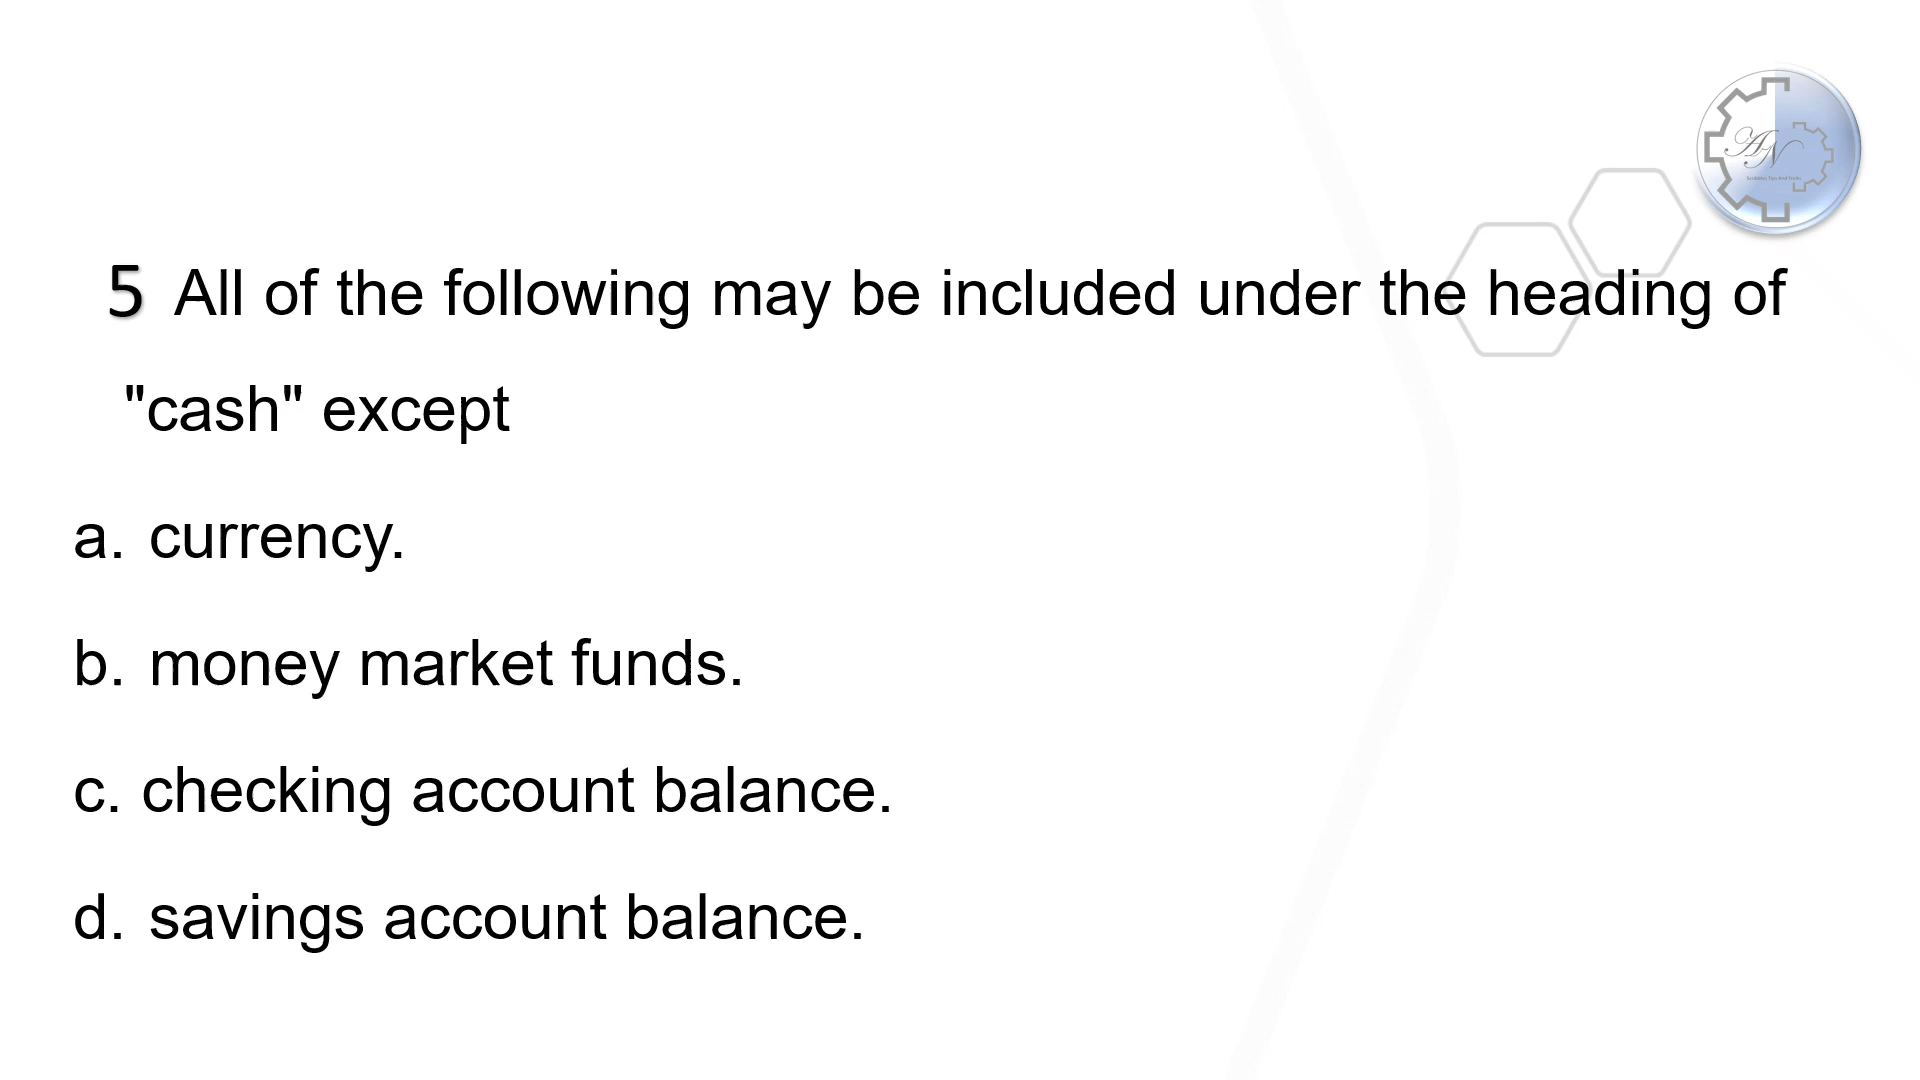 5 All of the following may be included under the heading of
"cash" except
a. currency.
b. money market funds.
c. checking account balance.
d. savings account balance.
AN